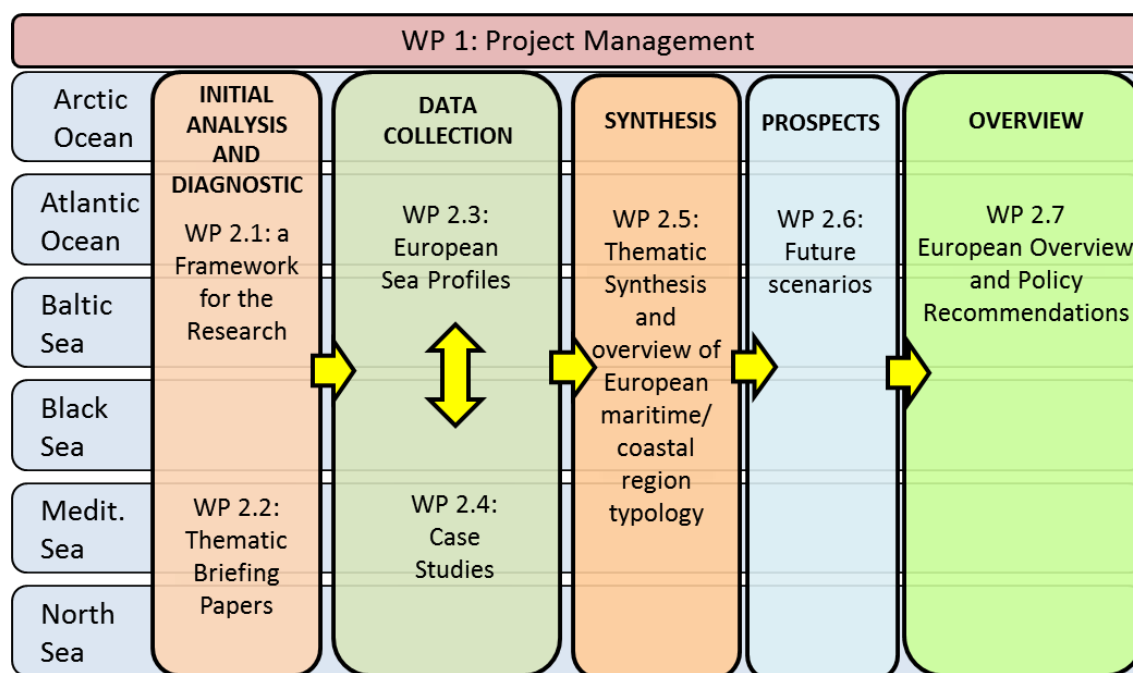 WP 1: Project Management
Arctic
Ocean
Atlantic
Ocean
Baltic
Sea
Black
Sea
Medit.
Sea
North
Sea
INITIAL
ANALYSIS
AND
DIAGNOSTIC
WP 2.1: a
Framework
for the
Research
WP 2.2:
Thematic
Briefing
Papers
DATA
COLLECTION
WP 2.3:
European
Sea Profiles
WP 2.4:
Case
Studies
SYNTHESIS
WP 2.5:
Thematic
Synthesis
and
overview of
European
maritime/
coastal
region
typology
PROSPECTS
WP 2.6:
Future
scenarios
OVERVIEW
WP 2.7
European Overview
and Policy
Recommendations